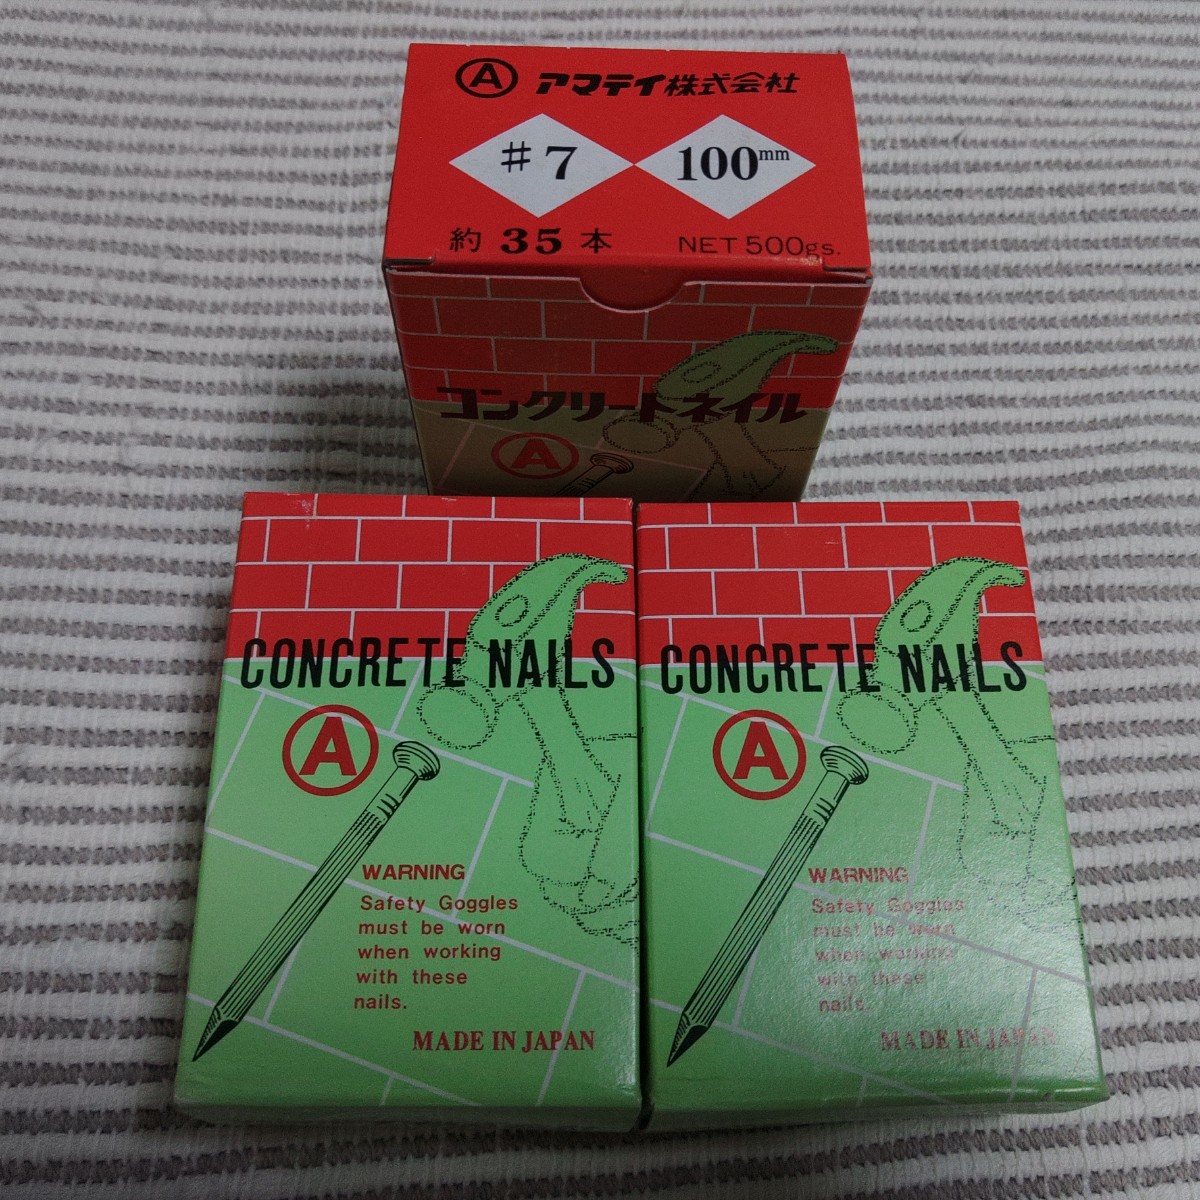 Ⓐ アマテイ株式会社
#7 100mm
約 35 本 NET 500gs.
コンクリートネイル
Ⓐ
CONCRETE NAILS
Ⓐ
WARNING
Safety Goggles
must be worn
when working
with these
nails.
MADE IN JAPAN
CONCRETE NAILS
Ⓐ
WARNING
Safety Goggles
must be worn
when working
with these
nails.
MADE IN JAPAN